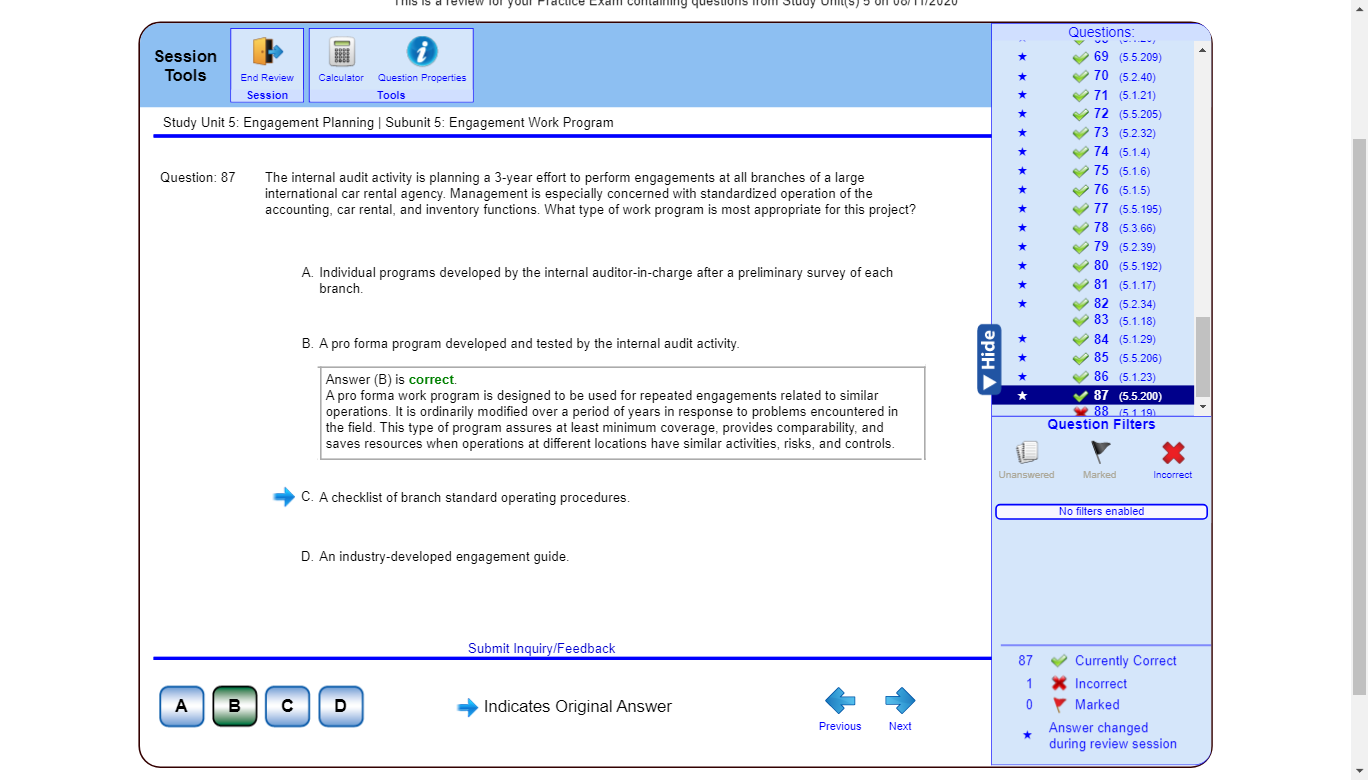 This is a review for your Practice Exam containing questions from Study Unit(s) 5 on 08/11/2020
Session
Tools
End Review
Session
Calculator
Question Properties
Tools
Study Unit 5: Engagement Planning | Subunit 5: Engagement Work Program
Question: 87
The internal audit activity is planning a 3-year effort to perform engagements at all branches of a large
international car rental agency. Management is especially concerned with standardized operation of the
accounting, car rental, and inventory functions. What type of work program is most appropriate for this project?
A. Individual programs developed by the internal auditor-in-charge after a preliminary survey of each
branch.
B. A pro forma program developed and tested by the internal audit activity.
Answer (B) is correct.
A pro forma work program is designed to be used for repeated engagements related to similar
operations. It is ordinarily modified over a period of years in response to problems encountered in
the field. This type of program assures at least minimum coverage, provides comparability, and
saves resources when operations at different locations have similar activities, risks, and controls.
C. A checklist of branch standard operating procedures.
D. An industry-developed engagement guide.
Submit Inquiry/Feedback
A
B
C
D
Indicates Original Answer
Previous
Next
Questions:
★ 69 (5.5.209)
★ 70 (5.2.40)
★ 71 (5.1.21)
★ 72 (5.5.205)
★ 73 (5.2.32)
★ 74 (5.1.4)
★ 75 (5.1.6)
★ 76 (5.1.5)
★ 77 (5.5.195)
★ 78 (5.3.66)
★ 79 (5.2.39)
★ 80 (5.5.192)
★ 81 (5.1.17)
★ 82 (5.2.34)
83 (5.1.18)
★ 84 (5.1.29)
★ 85 (5.5.206)
★ 86 (5.1.23)
★ 87 (5.5.200)
88 (5.1.19)
Hide
Question Filters
Unanswered
Marked
Incorrect
No filters enabled
87 Currently Correct
1 Incorrect
0 Marked
★ Answer changed
during review session